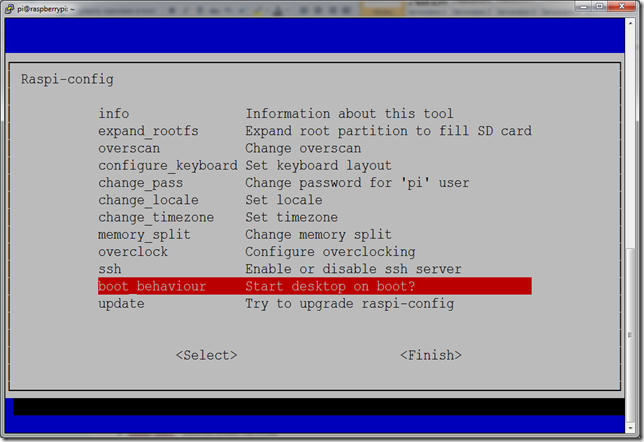 pi@raspberrypi: ~
Raspi-config
info Information about this tool
expand_rootfs Expand root partition to fill SD card
overscan Change overscan
configure_keyboard Set keyboard layout
change_pass Change password for 'pi' user
change_locale Set locale
change_timezone Set timezone
memory_split Change memory split
overclock Configure overclocking
ssh Enable or disable ssh server
boot_behaviour Start desktop on boot?
update Try to upgrade raspi-config
<Select> <Finish>